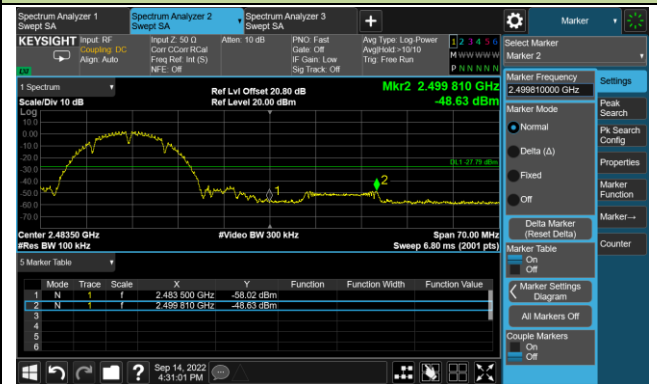 Spectrum Analyzer 1
Swept SA
Spectrum Analyzer 2
Swept SA
Spectrum Analyzer 3
Swept SA
+
Marker
KEYSIGHT
Input: RF
Coupling: DC
Align: Auto
Input Z: 50 Ω
Corr CCorr RCal
Freq Ref: Int (S)
NFE: Off
Atten: 10 dB
PNO: Fast
Gate: Off
IF Gain: Low
Sig Track: Off
Avg Type: Log-Power
Avg|Hold:>10/10
Trig: Free Run
1 2 3 4 5 6
M W W W W W
P N N N N N
Select Marker
Marker 2
1 Spectrum
Scale/Div 10 dB
Ref Lvl Offset 20.80 dB
Ref Level 20.00 dBm
Mkr2 2.499 810 GHz
-48.63 dBm
Log
10.0
0.00
-10.0
-20.0
-30.0
-40.0
-50.0
-60.0
-70.0
DL1 -27.79 dBm
1
2
Center 2.48350 GHz
#Res BW 100 kHz
#Video BW 300 kHz
Span 70.00 MHz
Sweep 6.80 ms (2001 pts)
5 Marker Table
Mode Trace Scale X Y Function Function Width Function Value
1 N 1 f 2.483 500 GHz -58.02 dBm
2 N 1 f 2.499 810 GHz -48.63 dBm
3
4
5
6
Marker Frequency
2.499810000 GHz
Marker Mode
Normal
Delta (Δ)
Fixed
Off
Delta Marker
(Reset Delta)
Marker Table
On
Off
Marker Settings
Diagram
All Markers Off
Couple Markers
On
Off
Settings
Peak
Search
Pk Search
Config
Properties
Marker
Function
Marker→
Counter
?
Sep 14, 2022
4:31:01 PM